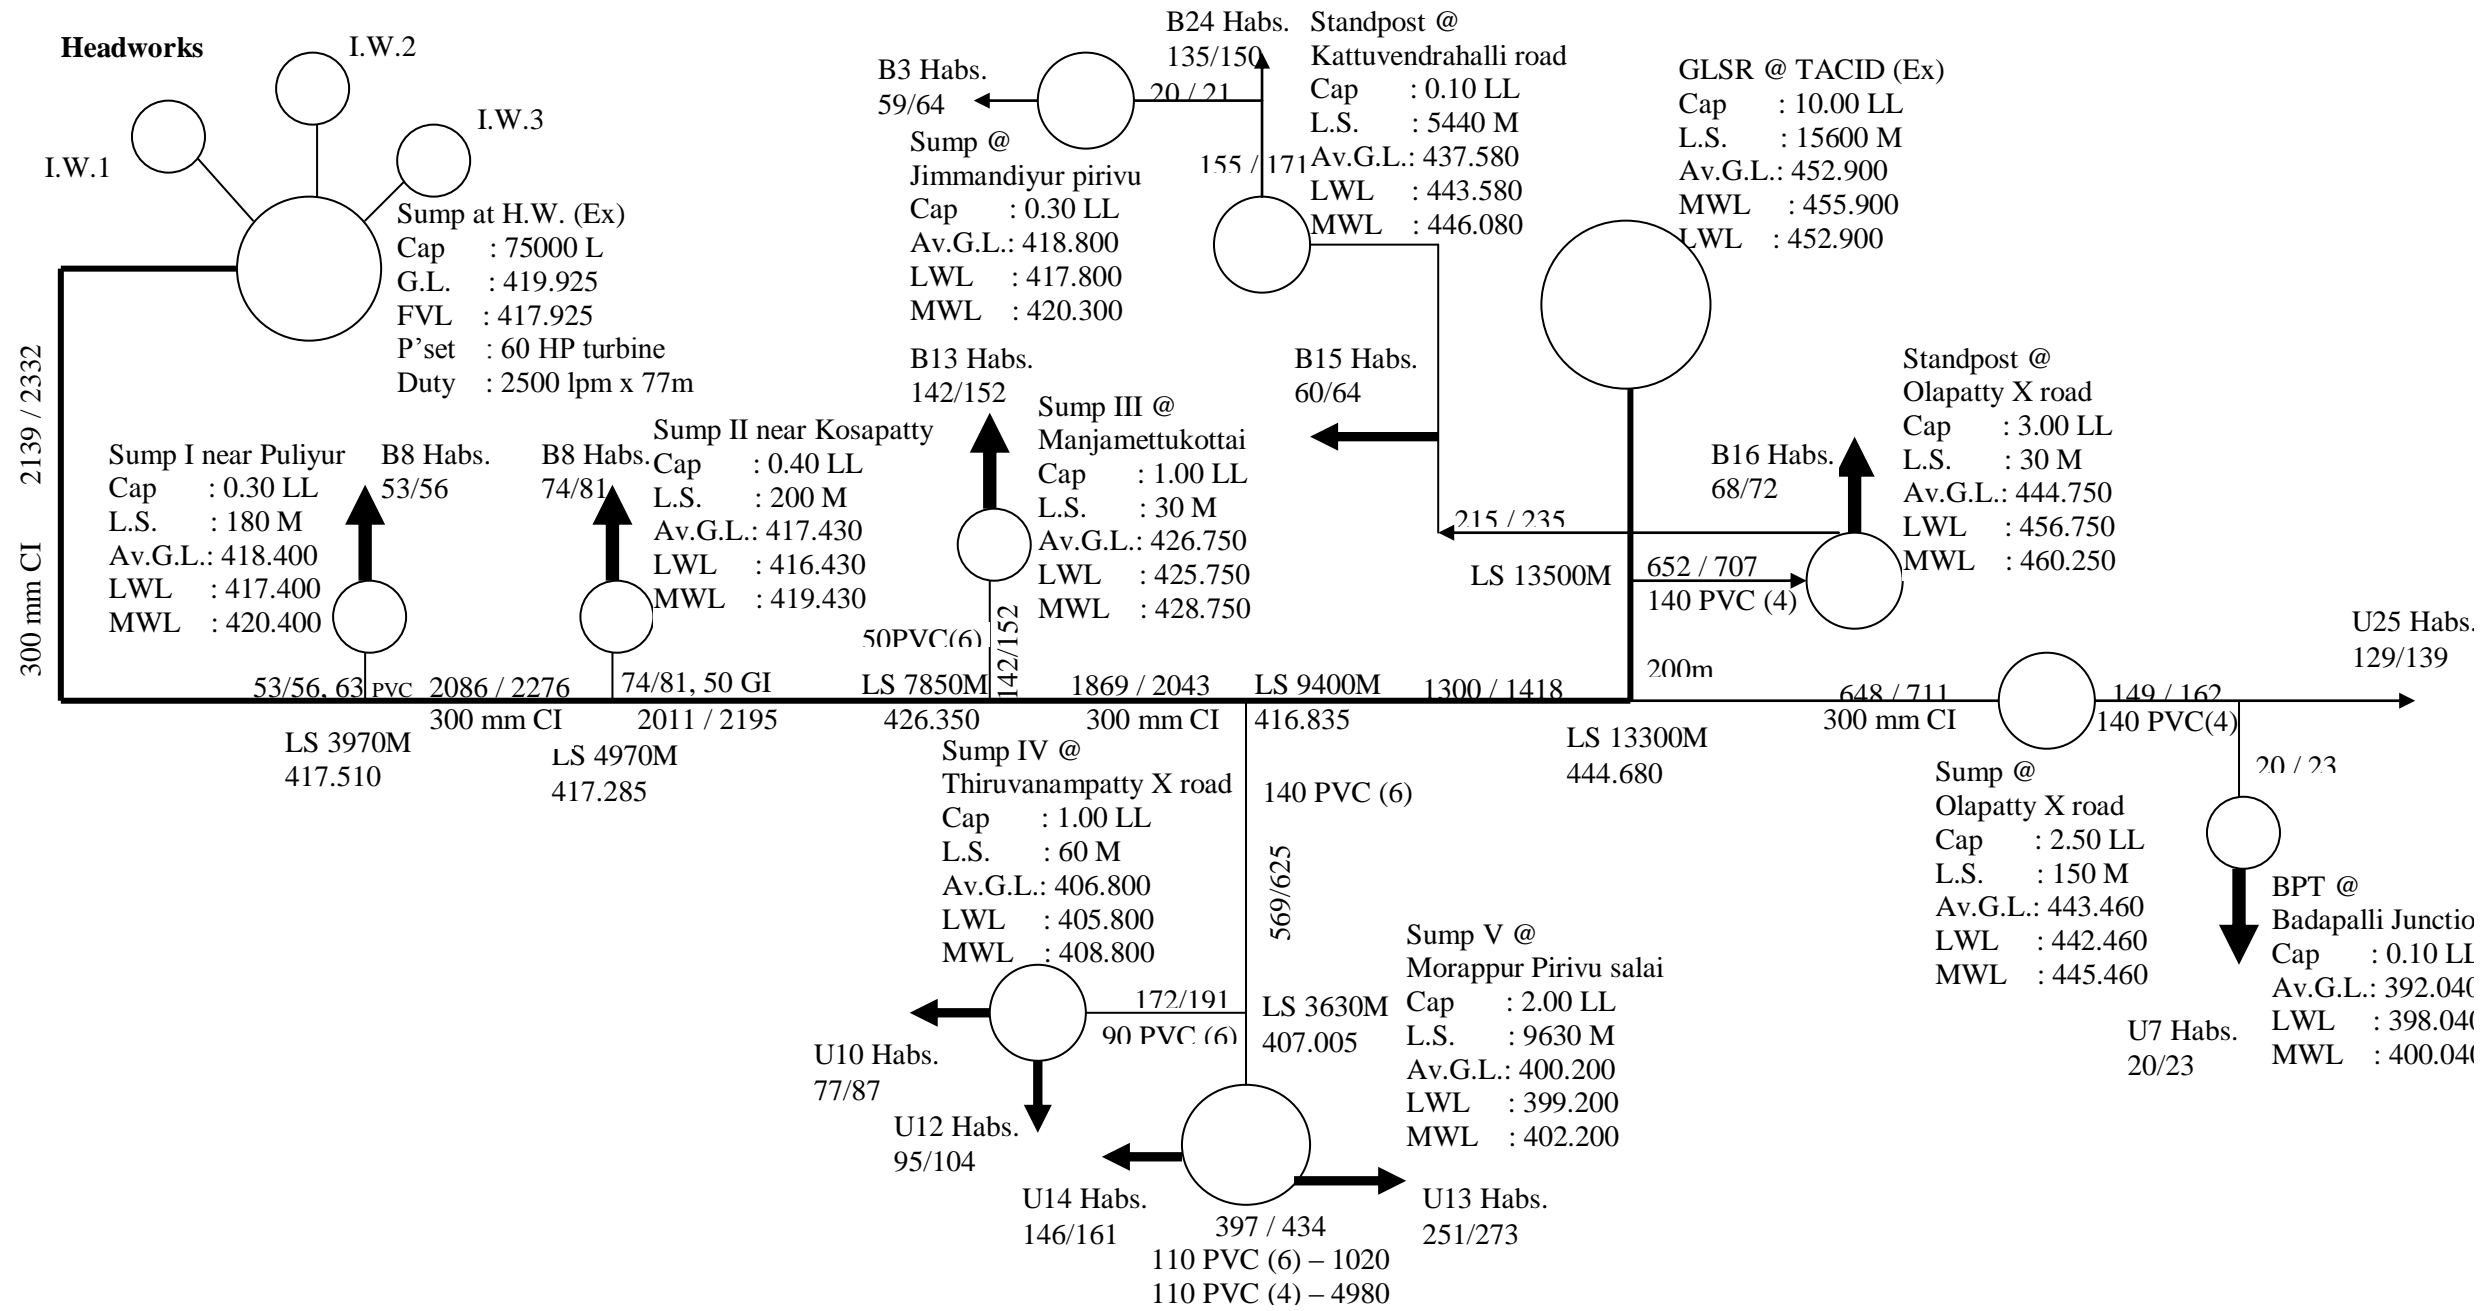 Headworks
I.W.1
I.W.2
I.W.3
Sump at H.W. (Ex)
Cap : 75000 L
G.L. : 419.925
FVL : 417.925
P’set : 60 HP turbine
Duty : 2500 lpm x 77m
2139 / 2332
300 mm CI
Sump I near Puliyur
Cap : 0.30 LL
L.S. : 180 M
Av.G.L.: 418.400
LWL : 417.400
MWL : 420.400
B8 Habs.
53/56
B8 Habs.
74/81
Sump II near Kosapatty
Cap : 0.40 LL
L.S. : 200 M
Av.G.L.: 417.430
LWL : 416.430
MWL : 419.430
53/56, 63 PVC
2086 / 2276
300 mm CI
74/81, 50 GI
2011 / 2195
LS 3970M
417.510
LS 4970M
417.285
B3 Habs.
59/64
20 / 21
Sump @
Jimmandiyur pirivu
Cap : 0.30 LL
Av.G.L.: 418.800
LWL : 417.800
MWL : 420.300
B24 Habs.
135/150
155 / 171
Standpost @
Kattuvendrahalli road
Cap : 0.10 LL
L.S. : 5440 M
Av.G.L.: 437.580
LWL : 443.580
MWL : 446.080
GLSR @ TACID (Ex)
Cap : 10.00 LL
L.S. : 15600 M
Av.G.L.: 452.900
MWL : 455.900
LWL : 452.900
B13 Habs.
142/152
Sump III @
Manjamettukottai
Cap : 1.00 LL
L.S. : 30 M
Av.G.L.: 426.750
LWL : 425.750
MWL : 428.750
50PVC(6)
142/152
LS 7850M
426.350
1869 / 2043
300 mm CI
LS 9400M
416.835
1300 / 1418
B15 Habs.
60/64
215 / 235
LS 13500M
652 / 707
140 PVC (4)
200m
LS 13300M
444.680
B16 Habs.
68/72
Standpost @
Olapatty X road
Cap : 3.00 LL
L.S. : 30 M
Av.G.L.: 444.750
LWL : 456.750
MWL : 460.250
U25 Habs.
129/139
648 / 711
300 mm CI
149 / 162
140 PVC(4)
20 / 23
Sump @
Olapatty X road
Cap : 2.50 LL
L.S. : 150 M
Av.G.L.: 443.460
LWL : 442.460
MWL : 445.460
BPT @
Badapalli Junctio
Cap : 0.10 LL
Av.G.L.: 392.040
LWL : 398.040
MWL : 400.040
U7 Habs.
20/23
Sump IV @
Thiruvanampatty X road
Cap : 1.00 LL
L.S. : 60 M
Av.G.L.: 406.800
LWL : 405.800
MWL : 408.800
140 PVC (6)
569/625
172/191
90 PVC (6)
LS 3630M
407.005
U10 Habs.
77/87
U12 Habs.
95/104
Sump V @
Morappur Pirivu salai
Cap : 2.00 LL
L.S. : 9630 M
Av.G.L.: 400.200
LWL : 399.200
MWL : 402.200
U14 Habs.
146/161
U13 Habs.
251/273
397 / 434
110 PVC (6) – 1020
110 PVC (4) – 4980